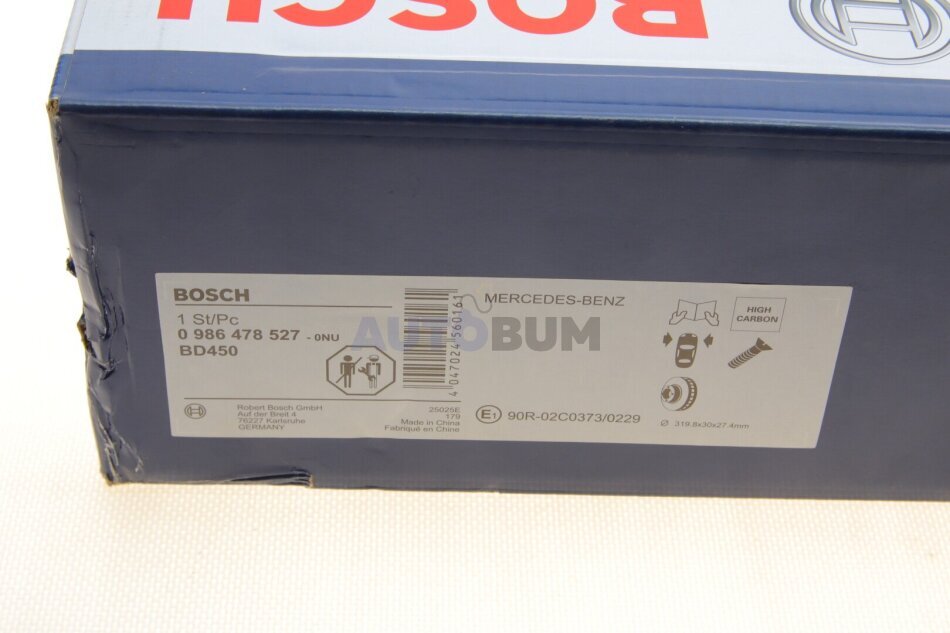 BOSCH
BOSCH
1 St/Pc
0 986 478 527 - 0NU
BD450
4 047024 560161
Robert Bosch GmbH
Auf der Breit 4
76227 Karlsruhe
GERMANY
25025E
179
Made in China
Fabriqué en Chine
MERCEDES-BENZ
HIGH
CARBON
E1 90R-02C0373/0229
Ø 319.8x30x27.4mm
AUTOBUM